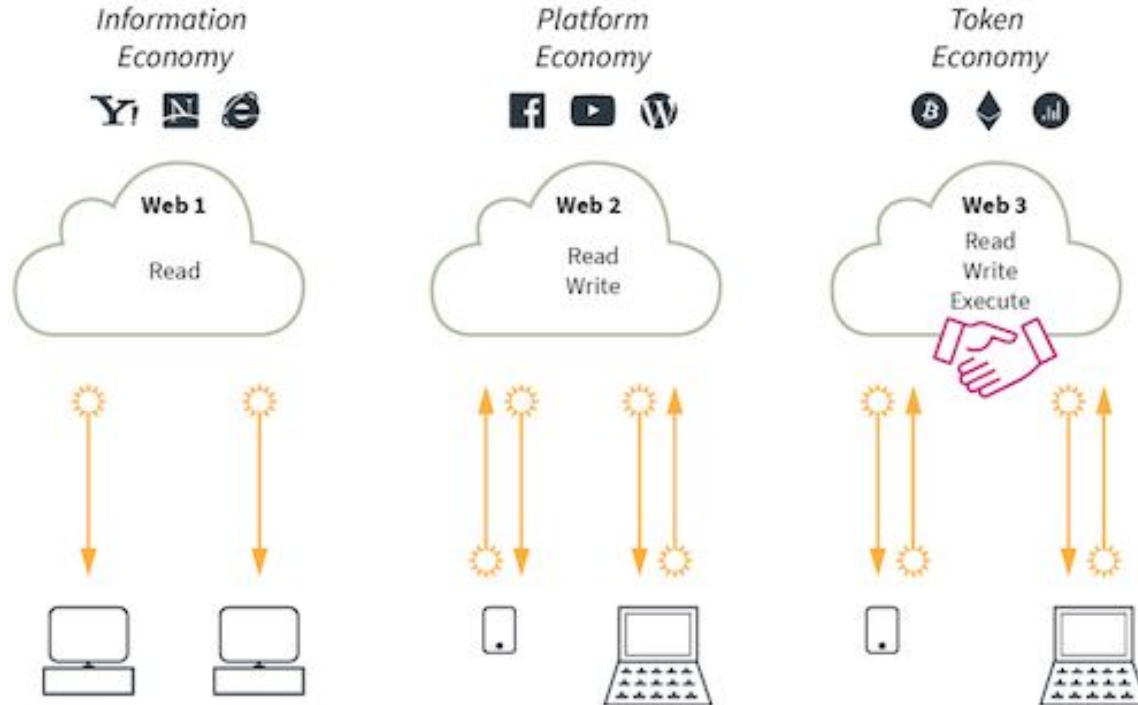 Information
Economy
Y!
N
Web 1
Read
Platform
Economy
f
W
Web 2
Read
Write
Token
Economy
B
Web 3
Read
Write
Execute